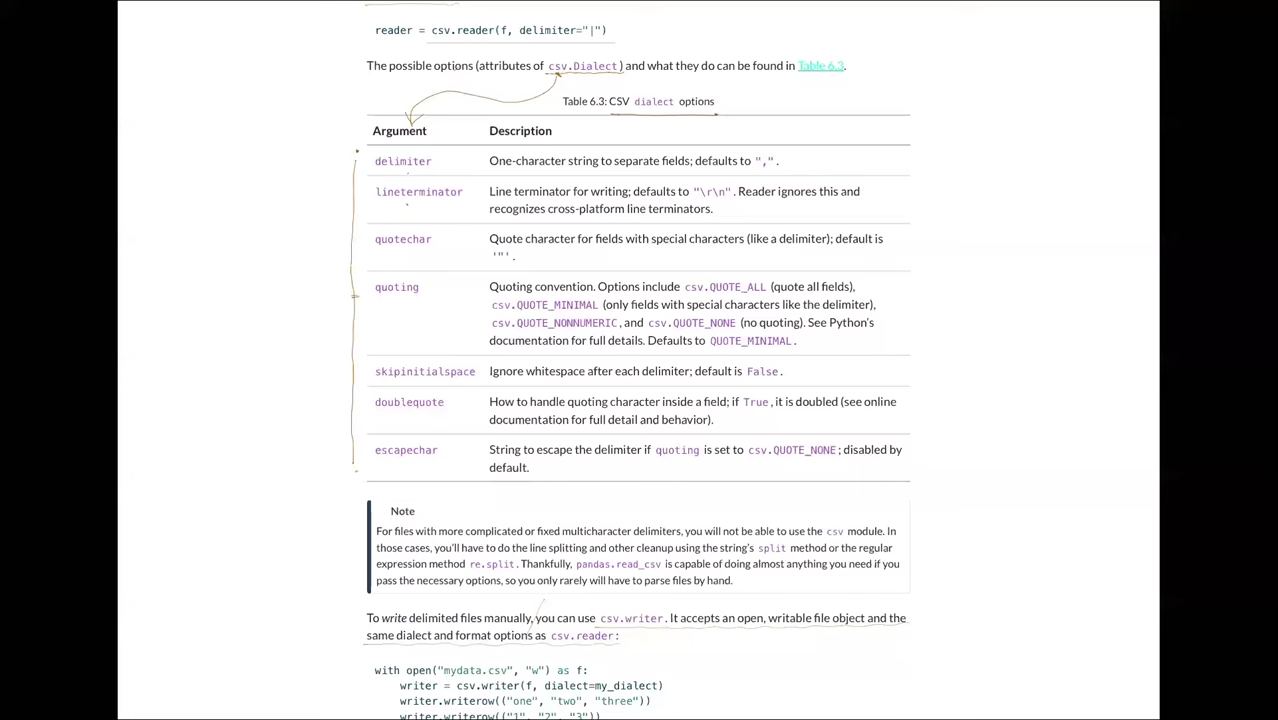 reader = csv.reader(f, delimiter="|")
The possible options (attributes of csv.Dialect) and what they do can be found in Table 6.3.
Table 6.3: CSV dialect options
Argument Description
delimiter One-character string to separate fields; defaults to ",".
lineterminator Line terminator for writing; defaults to "\r\n". Reader ignores this and
recognizes cross-platform line terminators.
quotechar Quote character for fields with special characters (like a delimiter); default is
'"'.
quoting Quoting convention. Options include csv.QUOTE_ALL (quote all fields),
csv.QUOTE_MINIMAL (only fields with special characters like the delimiter),
csv.QUOTE_NONNUMERIC, and csv.QUOTE_NONE (no quoting). See Python's
documentation for full details. Defaults to QUOTE_MINIMAL.
skipinitialspace Ignore whitespace after each delimiter; default is False.
doublequote How to handle quoting character inside a field; if True, it is doubled (see online
documentation for full detail and behavior).
escapechar String to escape the delimiter if quoting is set to csv.QUOTE_NONE; disabled by
default.
Note
For files with more complicated or fixed multicharacter delimiters, you will not be able to use the csv module. In
those cases, you'll have to do the line splitting and other cleanup using the string's split method or the regular
expression method re.split. Thankfully, pandas.read_csv is capable of doing almost anything you need if you
pass the necessary options, so you only rarely will have to parse files by hand.
To write delimited files manually, you can use csv.writer. It accepts an open, writable file object and the
same dialect and format options as csv.reader:
with open("mydata.csv", "w") as f:
writer = csv.writer(f, dialect=my_dialect)
writer.writerow(("one", "two", "three"))
writer.writerow(("1", "2", "3"))